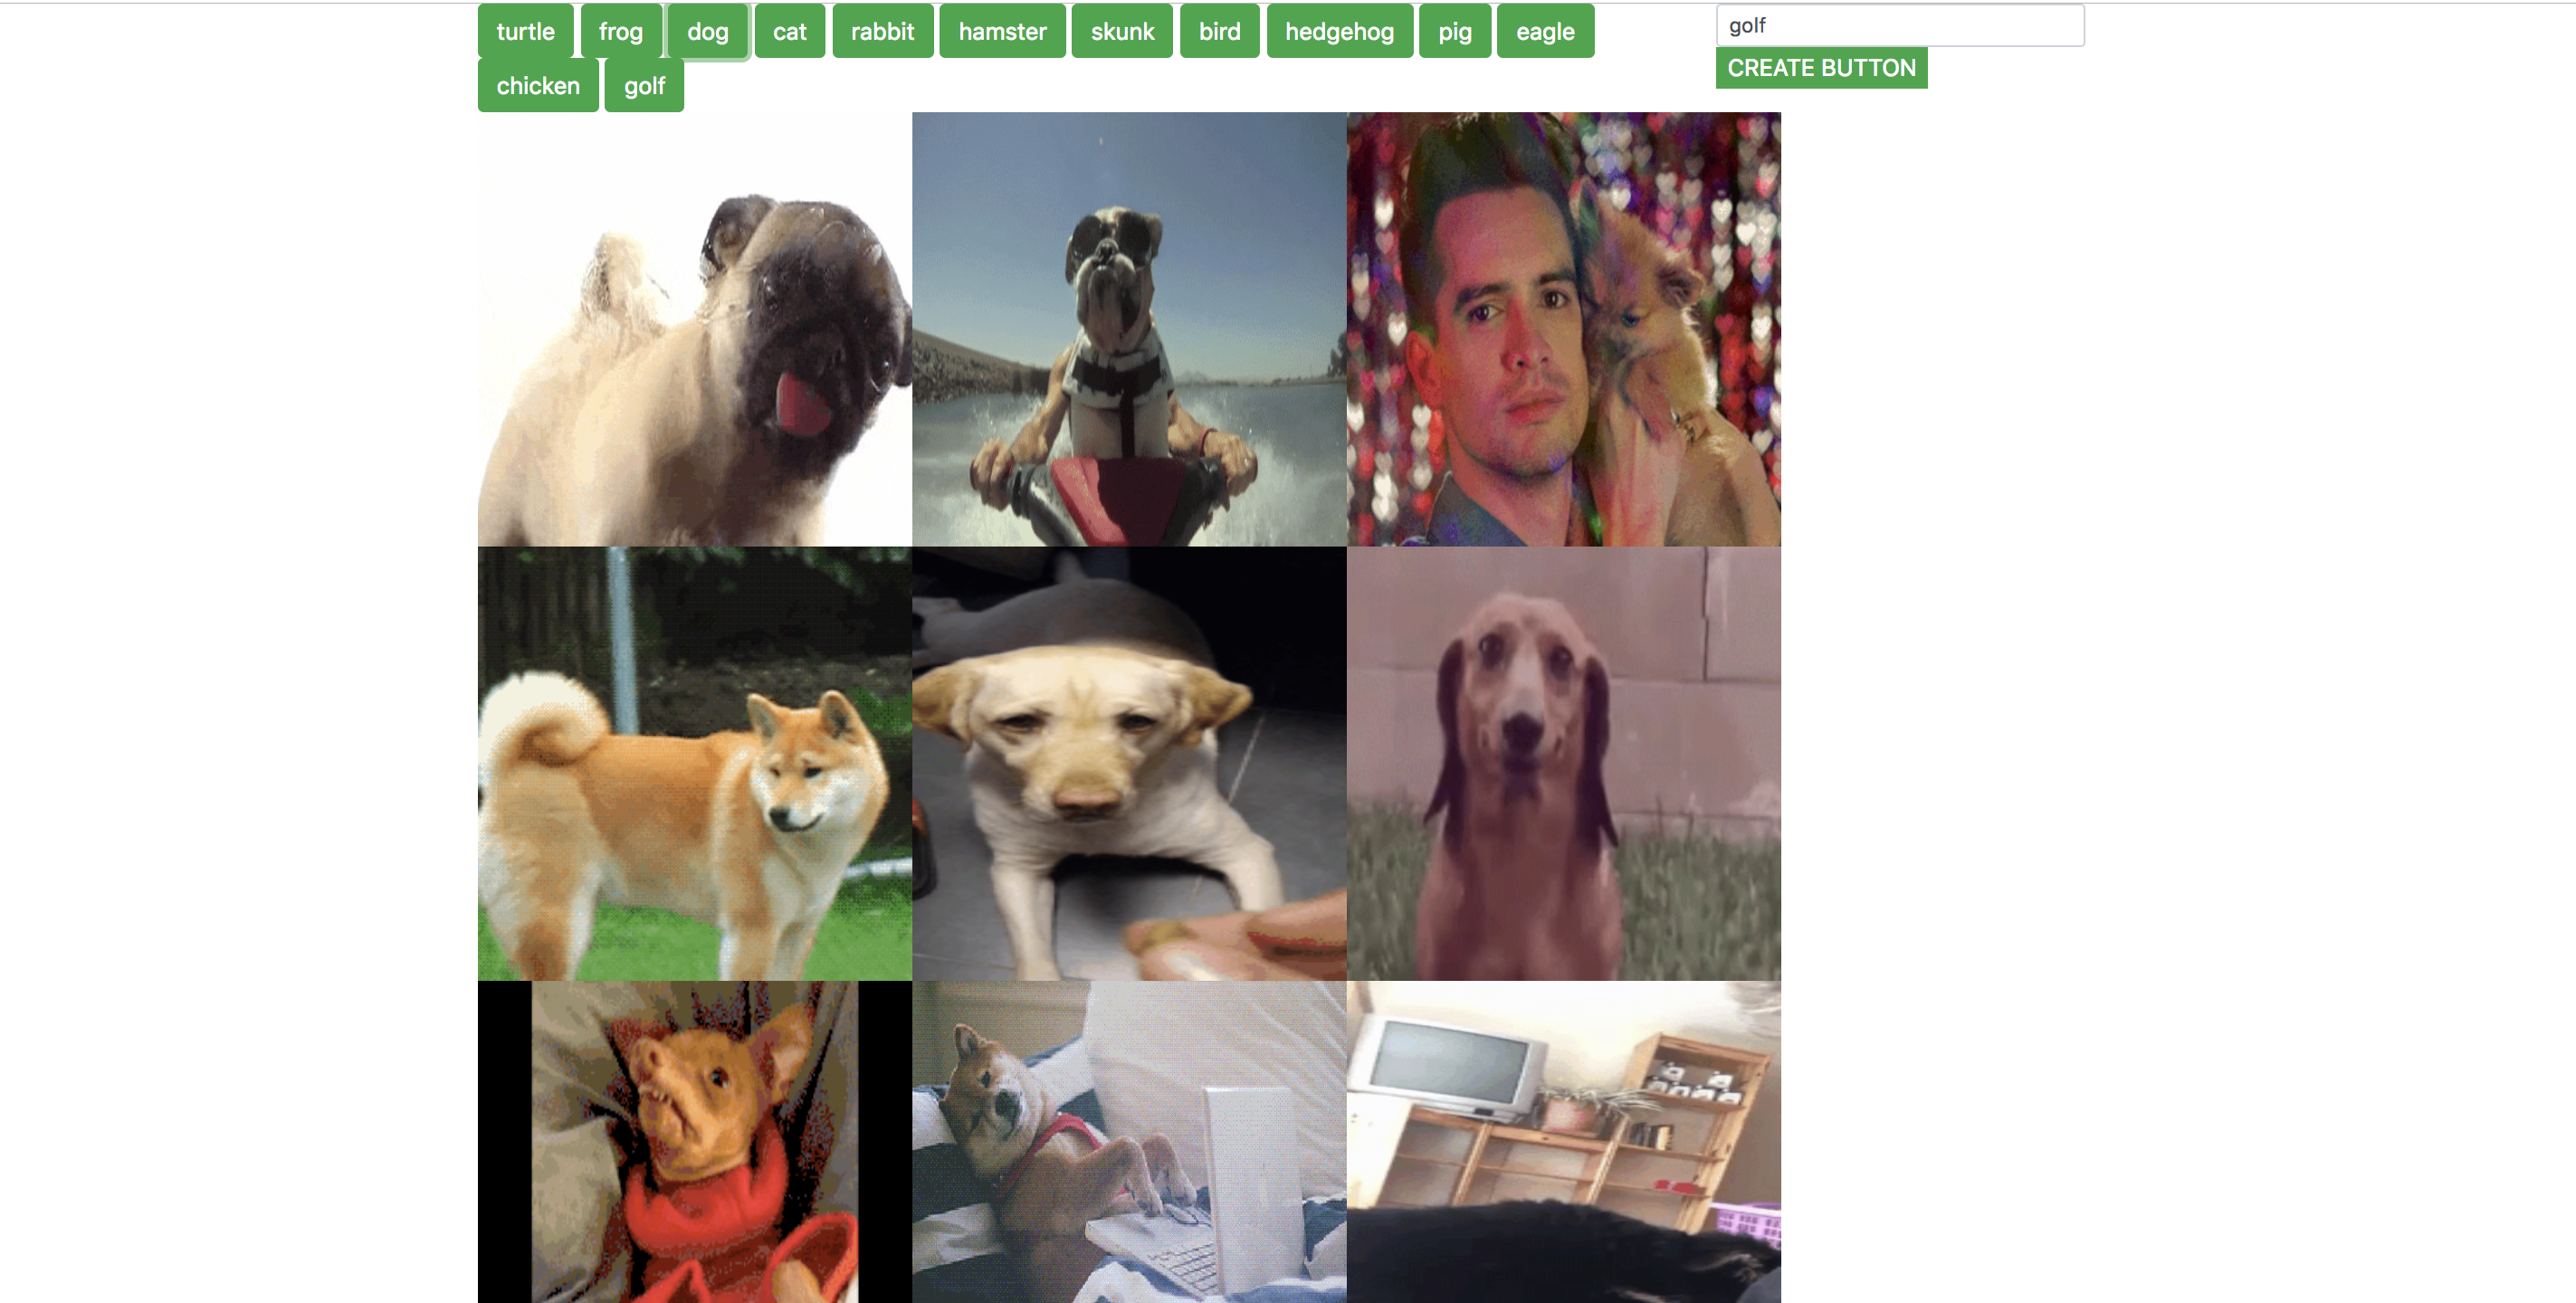 turtle frog dog cat rabbit hamster skunk bird hedgehog pig eagle
chicken golf
golf
CREATE BUTTON